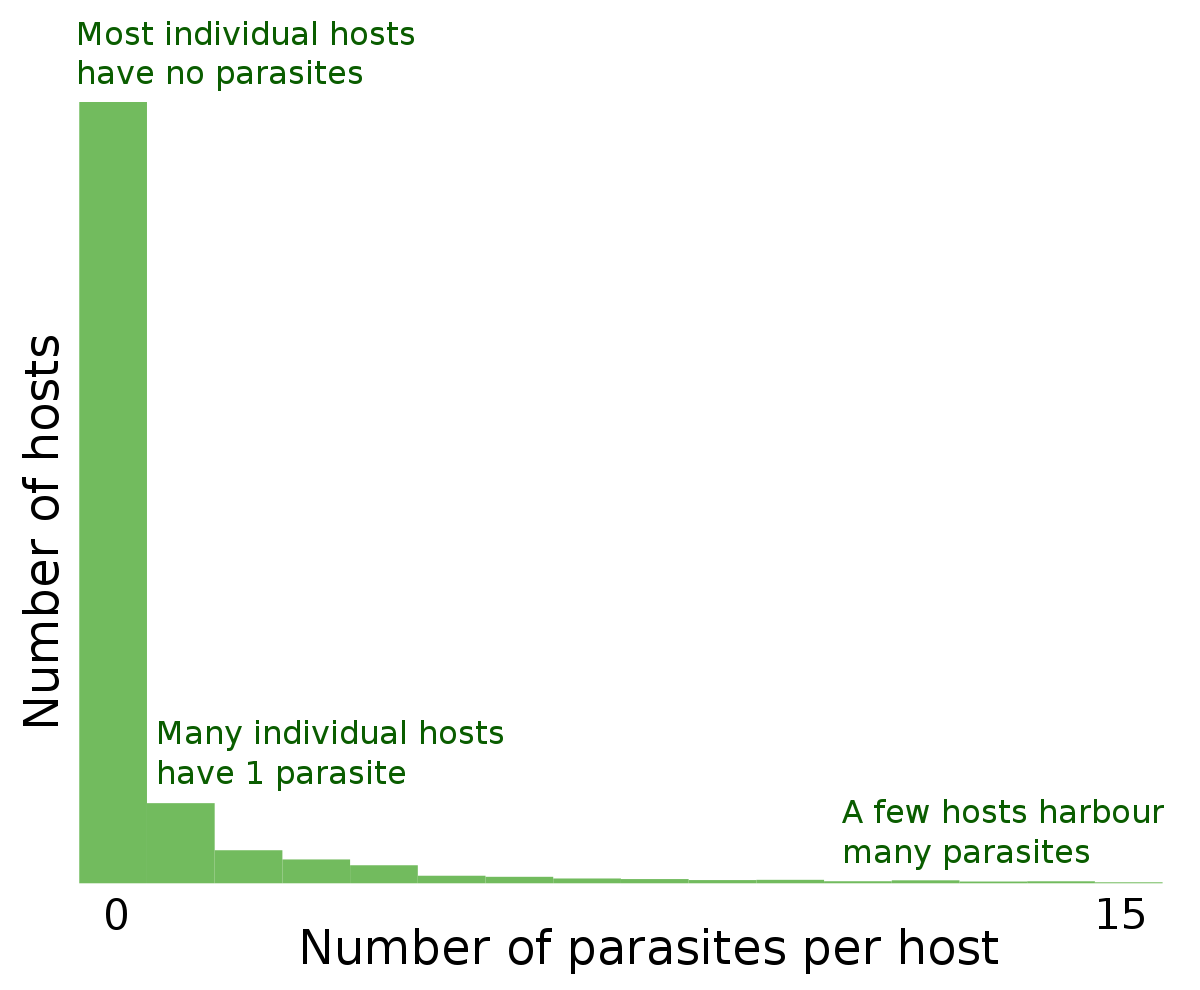 Most individual hosts
have no parasites
Number of hosts
Many individual hosts
have 1 parasite
A few hosts harbour
many parasites
0
15
Number of parasites per host